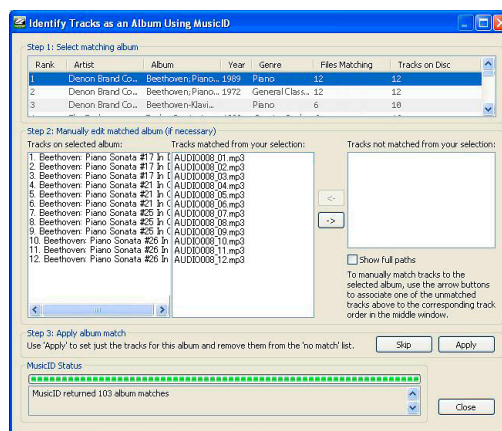 Identify Tracks as an Album Using MusicID
Step 1: Select matching album
Rank Artist Album Year Genre Files Matching Tracks on Disc
1 Denon Brand Co... Beethoven; Piano... 1989 Piano 12 12
2 Denon Brand Co... Beethoven; Piano... 1972 General Class... 12 12
3 Denon Brand Co... Beethoven-Klavi... Piano 6 10
Step 2: Manually edit matched album (if necessary)
Tracks on selected album: Tracks matched from your selection: Tracks not matched from your selection:
1. Beethoven: Piano Sonata #17 In D AUDIO008_01.mp3
2. Beethoven: Piano Sonata #17 In D AUDIO008_02.mp3
3. Beethoven: Piano Sonata #17 In D AUDIO008_03.mp3
4. Beethoven: Piano Sonata #21 In C AUDIO008_04.mp3
5. Beethoven: Piano Sonata #21 In C AUDIO008_05.mp3
6. Beethoven: Piano Sonata #21 In C AUDIO008_06.mp3
7. Beethoven: Piano Sonata #25 In G AUDIO008_07.mp3
8. Beethoven: Piano Sonata #25 In G AUDIO008_08.mp3
9. Beethoven: Piano Sonata #25 In G AUDIO008_09.mp3
10. Beethoven: Piano Sonata #26 In AUDIO008_10.mp3
11. Beethoven: Piano Sonata #26 In AUDIO008_11.mp3
12. Beethoven: Piano Sonata #26 In AUDIO008_12.mp3
<-
->
Show full paths
To manually match tracks to the
selected album, use the arrow buttons
to associate one of the unmatched
tracks above to the corresponding track
order in the middle window.
Step 3: Apply album match
Use 'Apply' to set just the tracks for this album and remove them from the 'no match' list. Skip Apply
MusicID Status
MusicID returned 103 album matches
Close